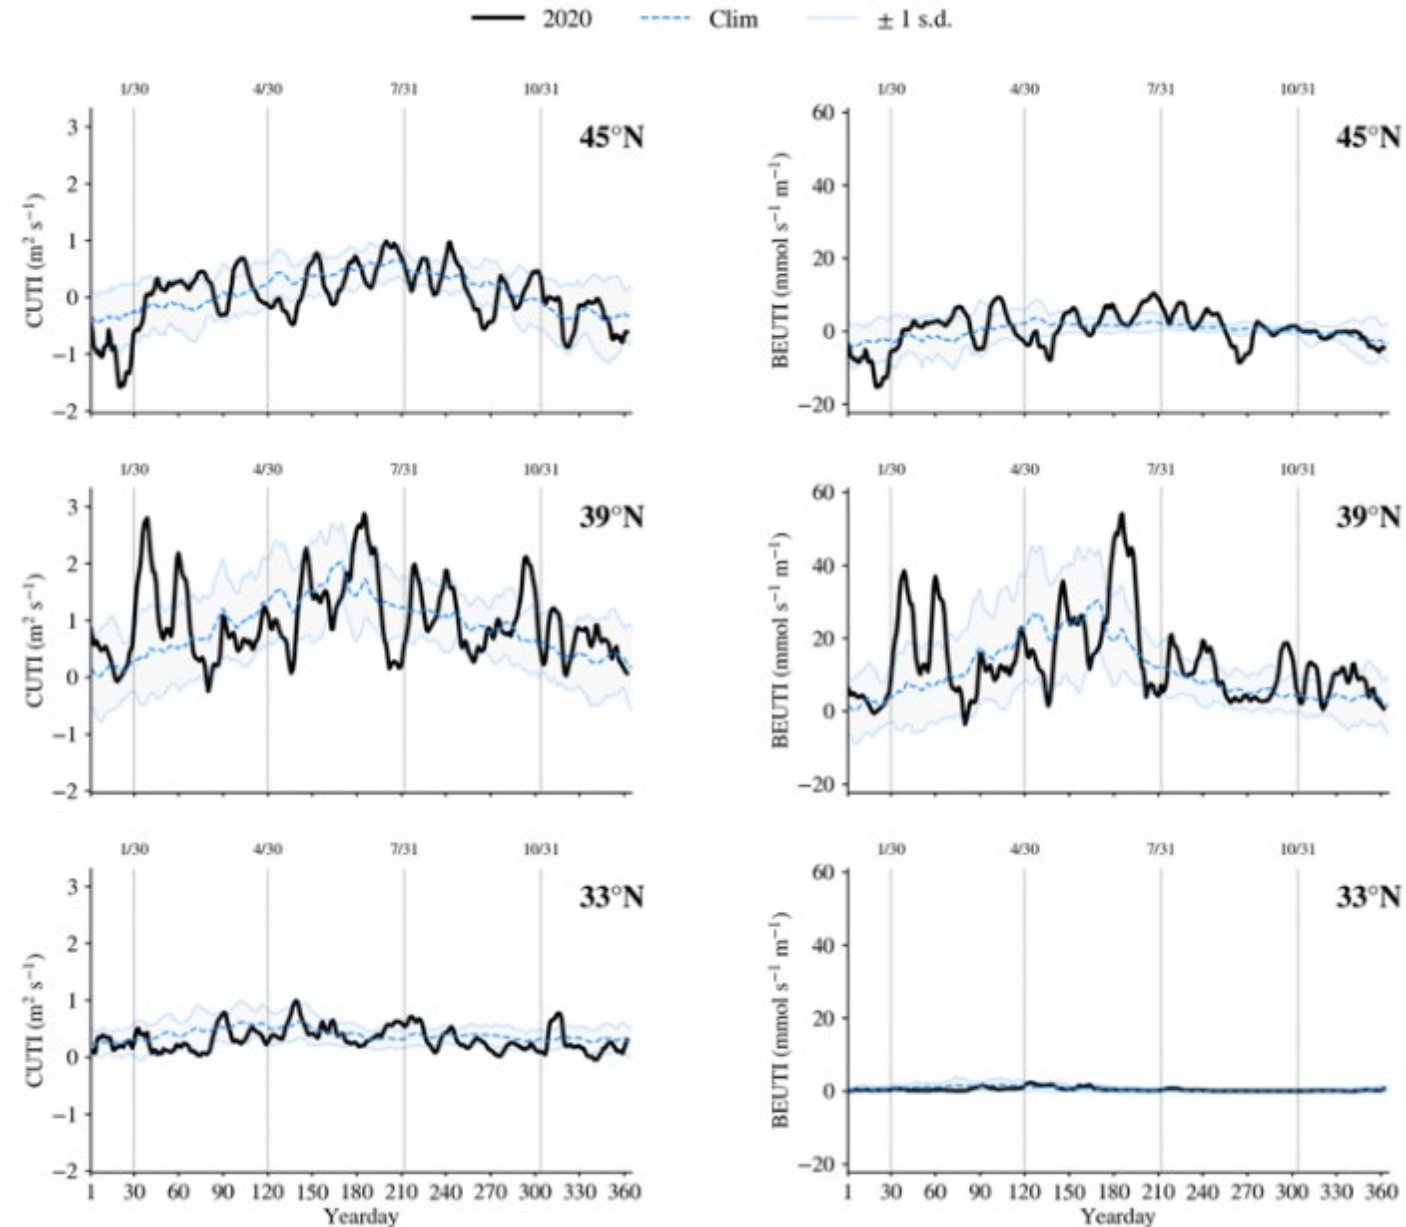 2020 Clim ± 1 s.d.
1/30 4/30 7/31 10/31
45°N
3
2
1
0
−1
−2
CUTI (m² s⁻¹)
1/30 4/30 7/31 10/31
45°N
60
40
20
0
−20
BEUTI (mmol s⁻¹ m⁻¹)
1/30 4/30 7/31 10/31
39°N
3
2
1
0
−1
−2
CUTI (m² s⁻¹)
1/30 4/30 7/31 10/31
39°N
60
40
20
0
−20
BEUTI (mmol s⁻¹ m⁻¹)
1/30 4/30 7/31 10/31
33°N
3
2
1
0
−1
−2
CUTI (m² s⁻¹)
1 30 60 90 120 150 180 210 240 270 300 330 360
Yearday
1/30 4/30 7/31 10/31
33°N
60
40
20
0
−20
BEUTI (mmol s⁻¹ m⁻¹)
1 30 60 90 120 150 180 210 240 270 300 330 360
Yearday